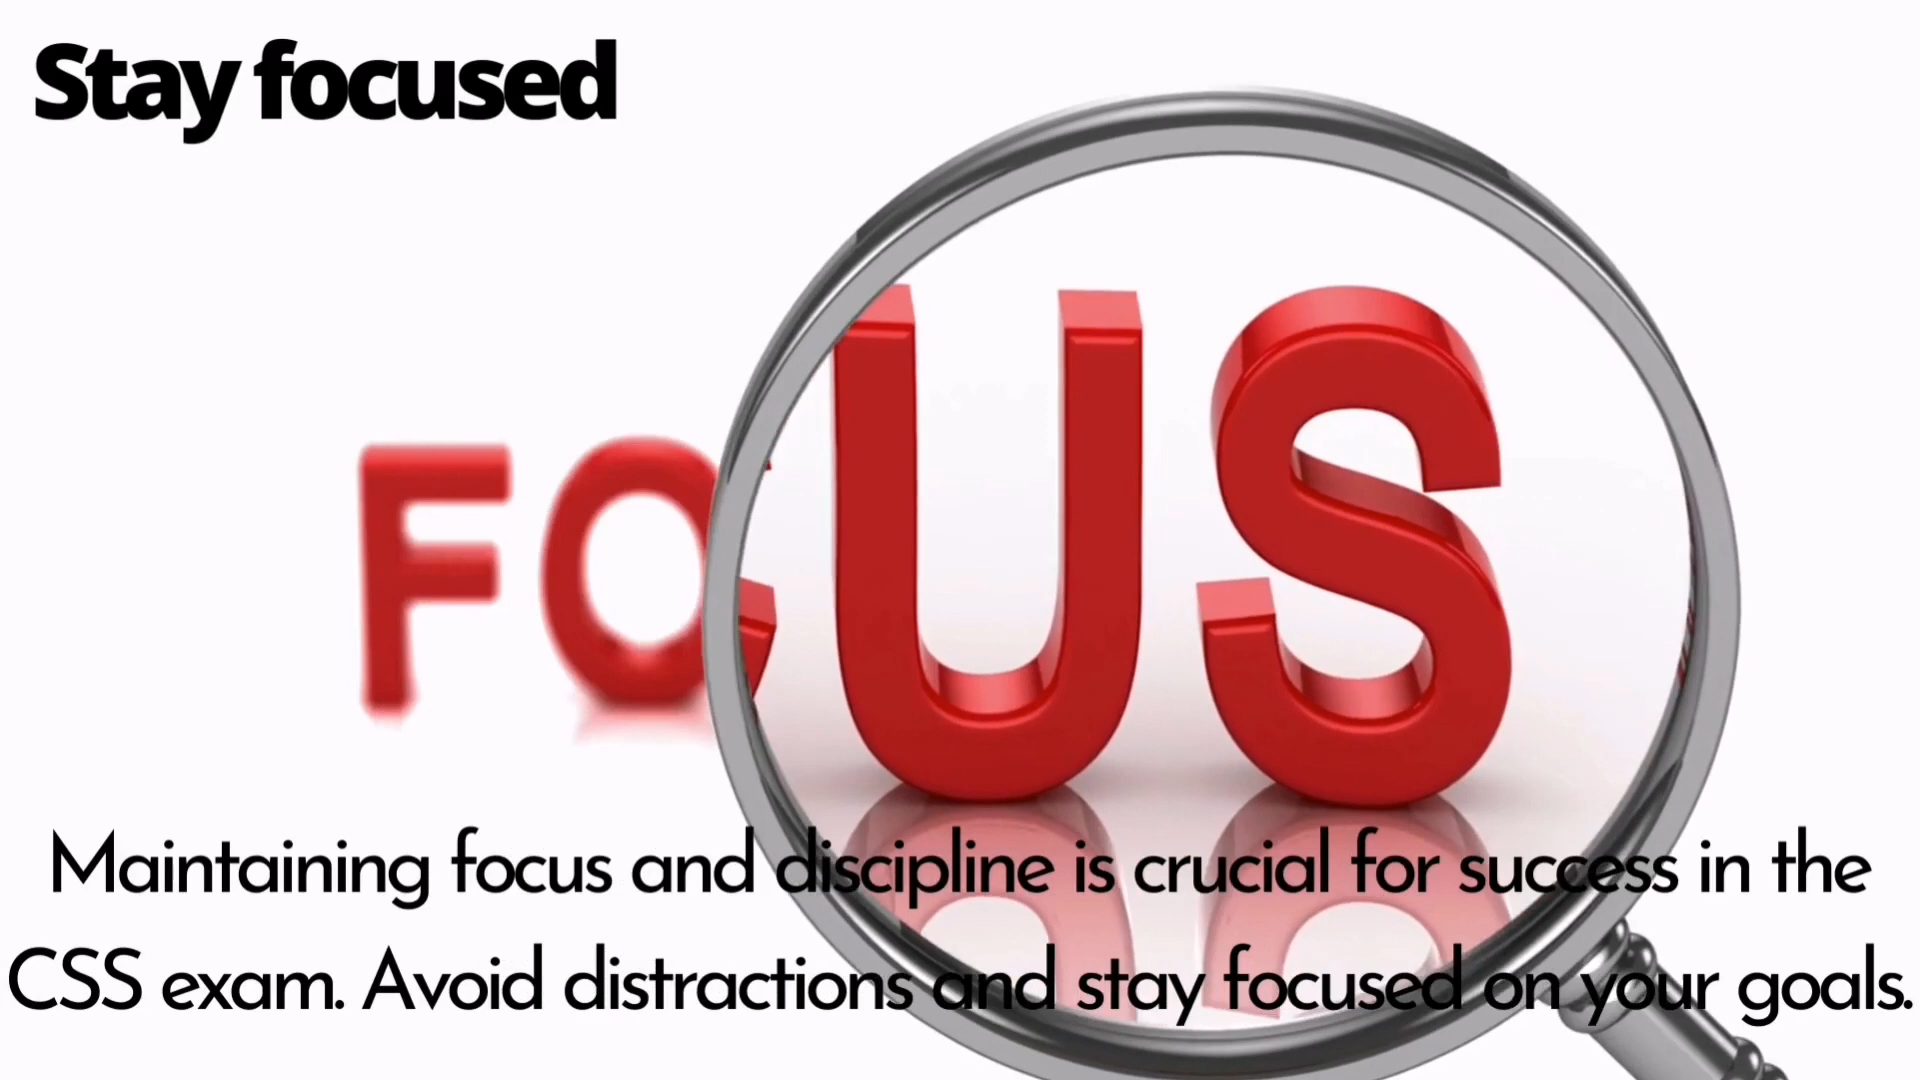 Stay focused
FOCUS
Maintaining focus and discipline is crucial for success in the
CSS exam. Avoid distractions and stay focused on your goals.